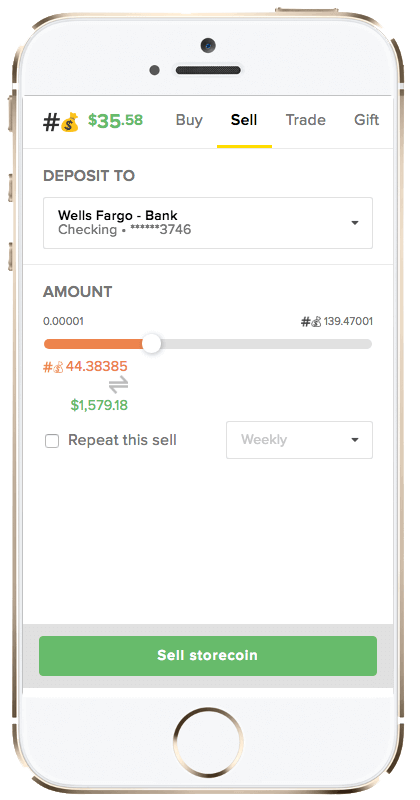 #💰 $35.58 Buy Sell Trade Gift
DEPOSIT TO
Wells Fargo - Bank
Checking • ******3746
AMOUNT
0.00001 #💰139.47001
#💰44.38385
⇌
$1,579.18
Repeat this sell Weekly
Sell storecoin